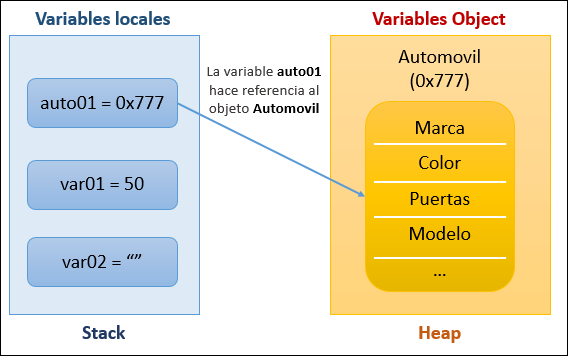 Variables locales
auto01 = 0x777
var01 = 50
var02 = “”
Stack
La variable auto01
hace referencia al
objeto Automovil
Variables Object
Automovil
(0x777)
Marca
Color
Puertas
Modelo
...
Heap